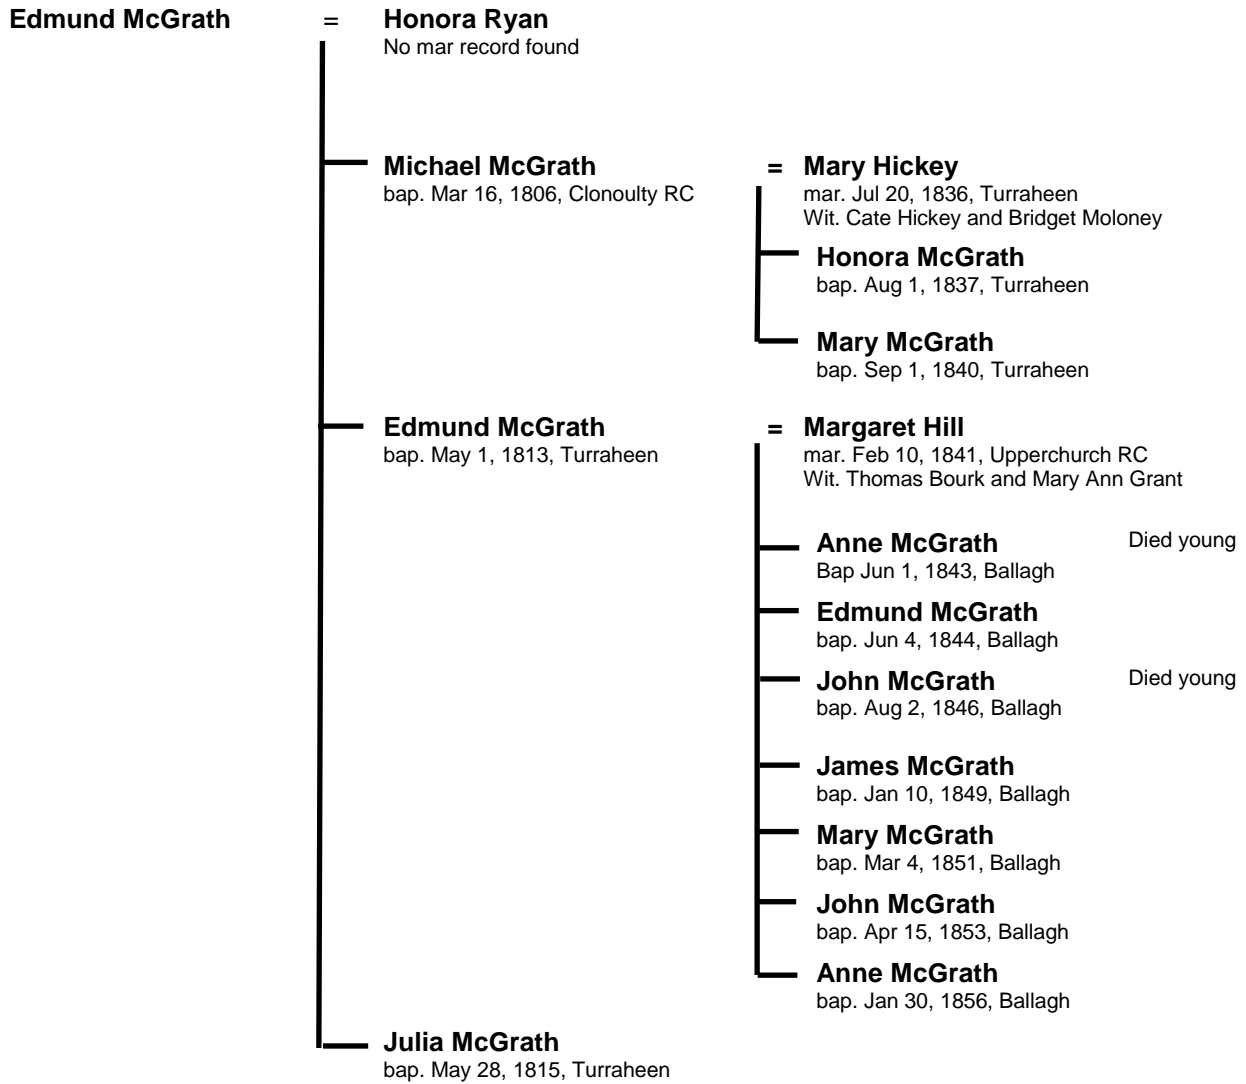 Edmund McGrath = Honora Ryan
No mar record found
Michael McGrath = Mary Hickey
bap. Mar 16, 1806, Clonoulty RC mar. Jul 20, 1836, Turraheen
Wit. Cate Hickey and Bridget Moloney
Honora McGrath
bap. Aug 1, 1837, Turraheen
Mary McGrath
bap. Sep 1, 1840, Turraheen
Edmund McGrath = Margaret Hill
bap. May 1, 1813, Turraheen mar. Feb 10, 1841, Upperchurch RC
Wit. Thomas Bourk and Mary Ann Grant
Anne McGrath Died young
Bap Jun 1, 1843, Ballagh
Edmund McGrath
bap. Jun 4, 1844, Ballagh
John McGrath Died young
bap. Aug 2, 1846, Ballagh
James McGrath
bap. Jan 10, 1849, Ballagh
Mary McGrath
bap. Mar 4, 1851, Ballagh
John McGrath
bap. Apr 15, 1853, Ballagh
Anne McGrath
bap. Jan 30, 1856, Ballagh
Julia McGrath
bap. May 28, 1815, Turraheen